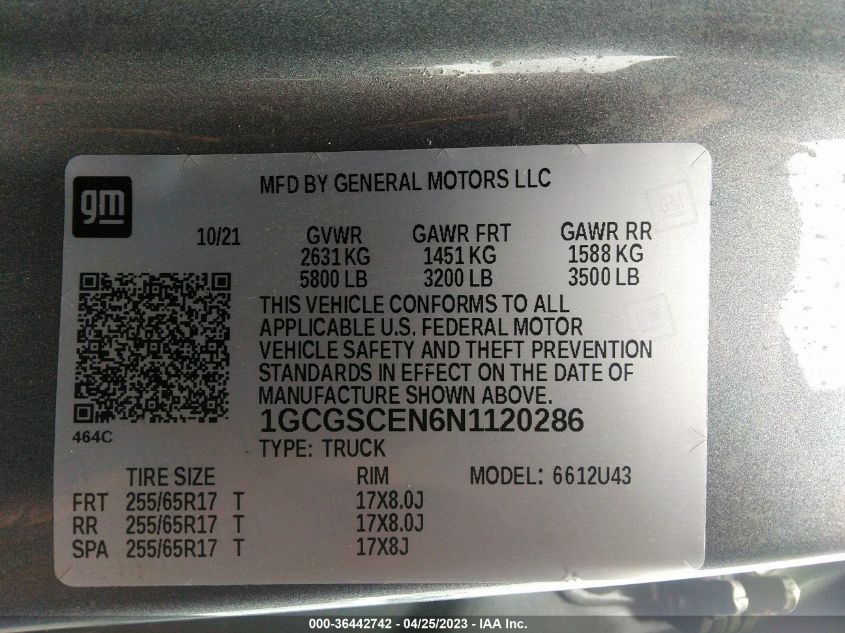 gm
MFD BY GENERAL MOTORS LLC
10/21 GVWR GAWR FRT GAWR RR
2631 KG 1451 KG 1588 KG
5800 LB 3200 LB 3500 LB
THIS VEHICLE CONFORMS TO ALL
APPLICABLE U.S. FEDERAL MOTOR
VEHICLE SAFETY AND THEFT PREVENTION
STANDARDS IN EFFECT ON THE DATE OF
MANUFACTURE SHOWN ABOVE.
464C
1GCGSCEN6N1120286
TYPE: TRUCK
TIRE SIZE RIM MODEL: 6612U43
FRT 255/65R17 T 17X8.0J
RR 255/65R17 T 17X8.0J
SPA 255/65R17 T 17X8J
000-36442742 - 04/25/2023 - IAA Inc.